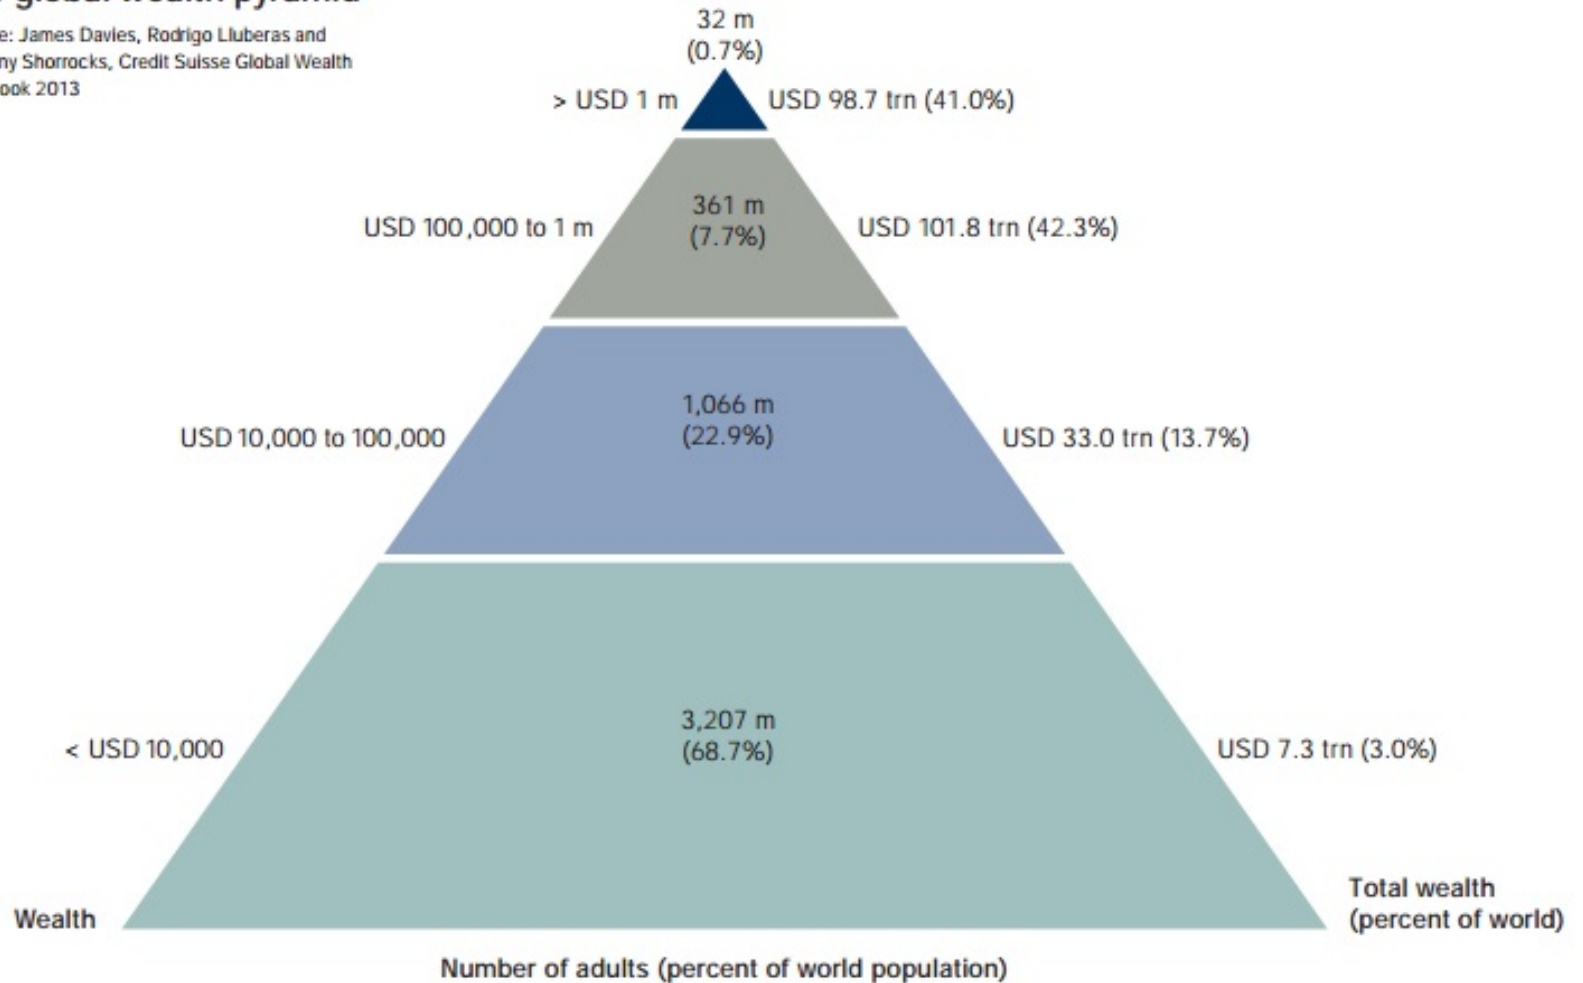 global wealth pyramid
e: James Davies, Rodrigo Lluberas and
ny Shorrocks, Credit Suisse Global Wealth
ook 2013
32 m
(0.7%)
> USD 1 m
USD 98.7 trn (41.0%)
361 m
(7.7%)
USD 100,000 to 1 m
USD 101.8 trn (42.3%)
1,066 m
(22.9%)
USD 10,000 to 100,000
USD 33.0 trn (13.7%)
3,207 m
(68.7%)
< USD 10,000
USD 7.3 trn (3.0%)
Wealth
Total wealth
(percent of world)
Number of adults (percent of world population)